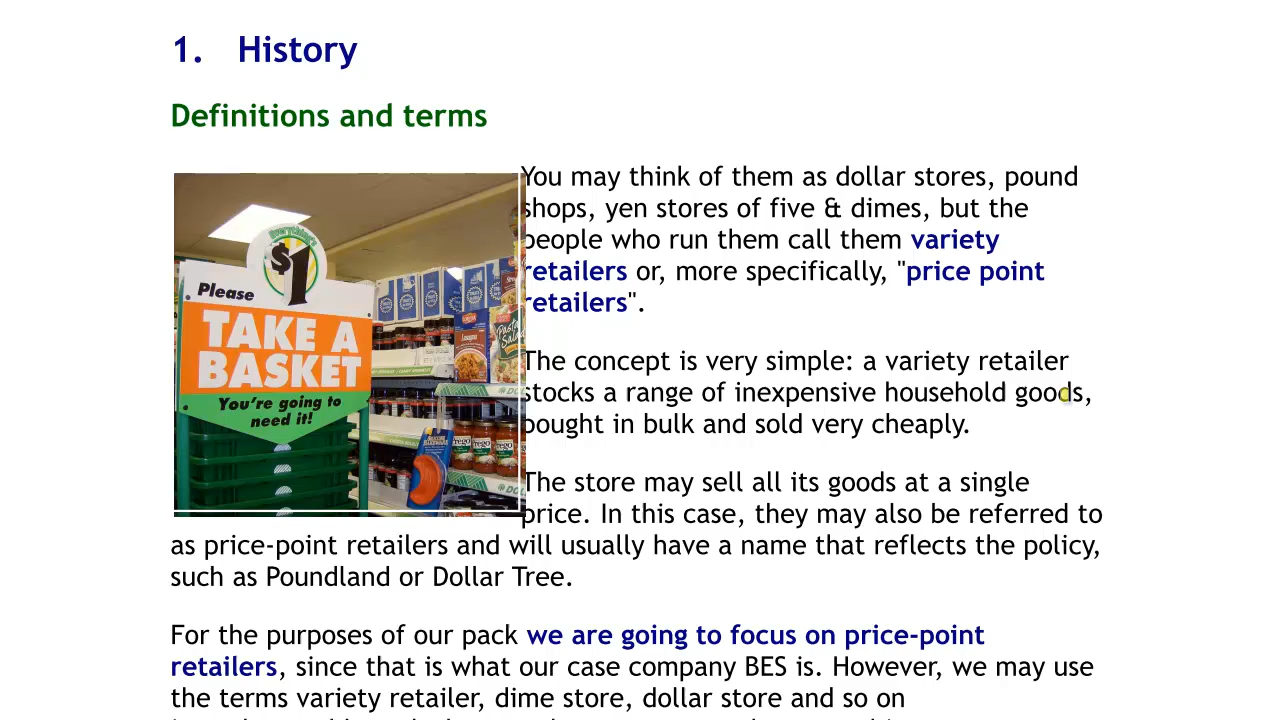 1. History
Definitions and terms
You may think of them as dollar stores, pound
shops, yen stores of five & dimes, but the
people who run them call them variety
retailers or, more specifically, "price point
retailers".
Everything's
$1
Please
TAKE A
BASKET
You're going to
need it!
Pasta
Salad
Prego
Prego
The concept is very simple: a variety retailer
stocks a range of inexpensive household goods,
bought in bulk and sold very cheaply.
The store may sell all its goods at a single
price. In this case, they may also be referred to
as price-point retailers and will usually have a name that reflects the policy,
such as Poundland or Dollar Tree.
For the purposes of our pack we are going to focus on price-point
retailers, since that is what our case company BES is. However, we may use
the terms variety retailer, dime store, dollar store and so on